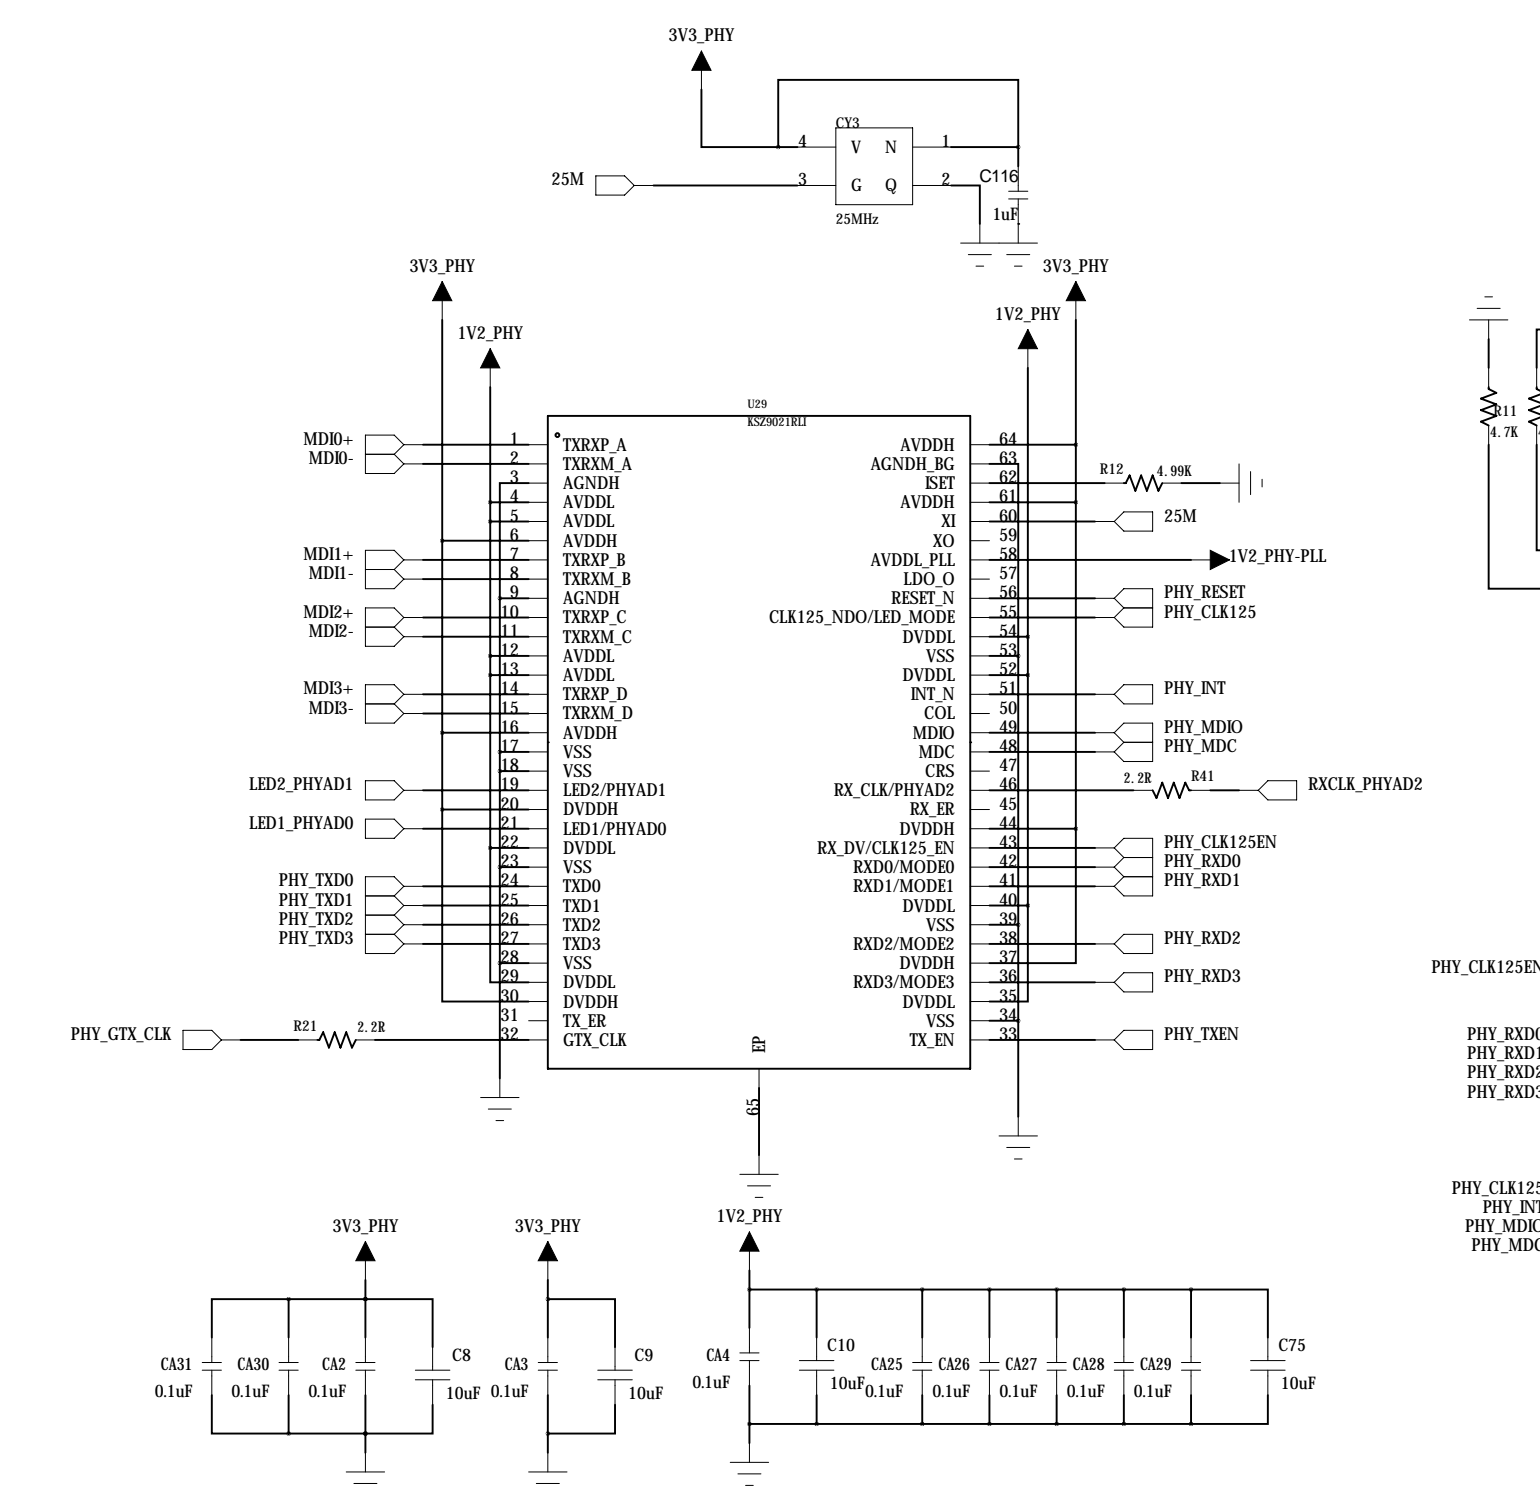 3V3_PHY
CY3
4 V N 1
25M 3 G Q 2
C116
1uF
25MHz
3V3_PHY
1V2_PHY
3V3_PHY
1V2_PHY
U29
KSZ9021RLI
MDI0+ 1 TXRXP_A
MDI0- 2 TXRXM_A
3 AGNDH
4 AVDDL
5 AVDDL
6 AVDDH
MDI1+ 7 TXRXP_B
MDI1- 8 TXRXM_B
9 AGNDH
MDI2+ 10 TXRXP_C
MDI2- 11 TXRXM_C
12 AVDDL
13 AVDDL
MDI3+ 14 TXRXP_D
MDI3- 15 TXRXM_D
16 AVDDH
17 VSS
18 VSS
LED2_PHYAD1 19 LED2/PHYAD1
20 DVDDH
LED1_PHYAD0 21 LED1/PHYAD0
22 DVDDL
23 VSS
PHY_TXD0 24 TXD0
PHY_TXD1 25 TXD1
PHY_TXD2 26 TXD2
PHY_TXD3 27 TXD3
28 VSS
29 DVDDL
30 DVDDH
31 TX_ER
PHY_GTX_CLK R21 2.2R 32 GTX_CLK
AVDDH 64
AGNDH_BG 63
ISET 62 R12 4.99K
AVDDH 61
XI 60 25M
XO 59
AVDDL_PLL 58 1V2_PHY-PLL
LDO_O 57
RESET_N 56 PHY_RESET
CLK125_NDO/LED_MODE 55 PHY_CLK125
DVDDL 54
VSS 53
DVDDL 52
INT_N 51 PHY_INT
COL 50
MDIO 49 PHY_MDIO
MDC 48 PHY_MDC
CRS 47
RX_CLK/PHYAD2 46 2.2R R41 RXCLK_PHYAD2
RX_ER 45
DVDDH 44
RX_DV/CLK125_EN 43 PHY_CLK125EN
RXD0/MODE0 42 PHY_RXD0
RXD1/MODE1 41 PHY_RXD1
DVDDL 40
VSS 39
RXD2/MODE2 38 PHY_RXD2
DVDDH 37
RXD3/MODE3 36 PHY_RXD3
DVDDL 35
VSS 34
TX_EN 33 PHY_TXEN
EP
65
R11
4.7K
PHY_CLK125EN
PHY_RXD0
PHY_RXD1
PHY_RXD2
PHY_RXD3
PHY_CLK125
PHY_INT
PHY_MDIO
PHY_MDC
3V3_PHY
CA31 0.1uF
CA30 0.1uF
CA2 0.1uF
C8 10uF
3V3_PHY
CA3 0.1uF
C9 10uF
1V2_PHY
CA4 0.1uF
C10 10uF
CA25 0.1uF
CA26 0.1uF
CA27 0.1uF
CA28 0.1uF
CA29 0.1uF
C75 10uF